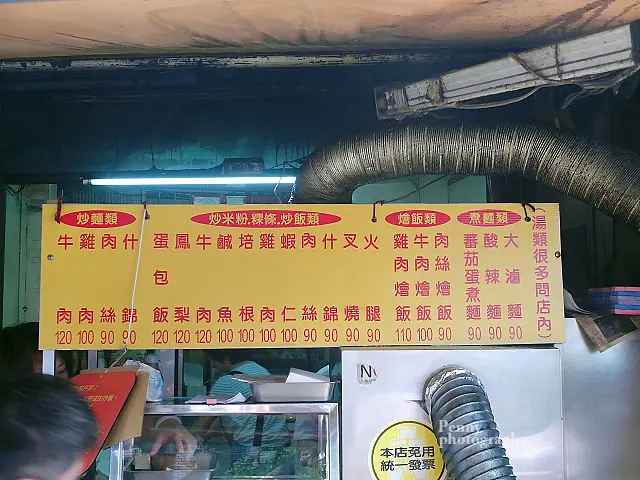 炒麵類
牛肉 120
雞肉 100
肉絲 90
什錦 90
炒米粉.粿條.炒飯類
蛋包飯 120
鳳梨 120
牛肉 120
鹹魚 100
培根 100
雞肉 100
蝦仁 100
肉絲 90
什錦 90
叉燒 90
火腿 90
燴飯類
雞肉燴飯 110
牛肉燴飯 100
肉絲燴飯 100
煮麵類
蕃茄蛋煮麵 90
酸辣麵 90
大滷麵 90
湯類很多問店內
本店免用
統一發票
Penny
photography